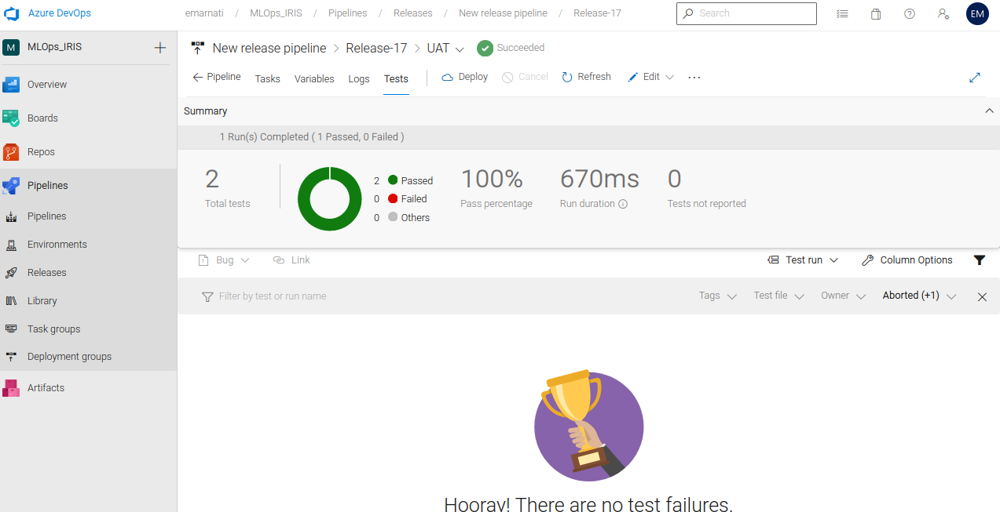 Azure DevOps
emarnati / MLOps_IRIS / Pipelines / Releases / New release pipeline / Release-17
Search
EM
M MLOps_IRIS
Overview
Boards
Repos
Pipelines
Pipelines
Environments
Releases
Library
Task groups
Deployment groups
Artifacts
New release pipeline > Release-17 > UAT Succeeded
Pipeline Tasks Variables Logs Tests Deploy Cancel Refresh Edit ...
Summary
1 Run(s) Completed ( 1 Passed, 0 Failed )
2
Total tests
2 Passed
0 Failed
0 Others
100%
Pass percentage
670ms
Run duration
0
Tests not reported
Bug Link Test run Column Options
Filter by test or run name Tags Test file Owner Aborted (+1)
Hooray! There are no test failures.